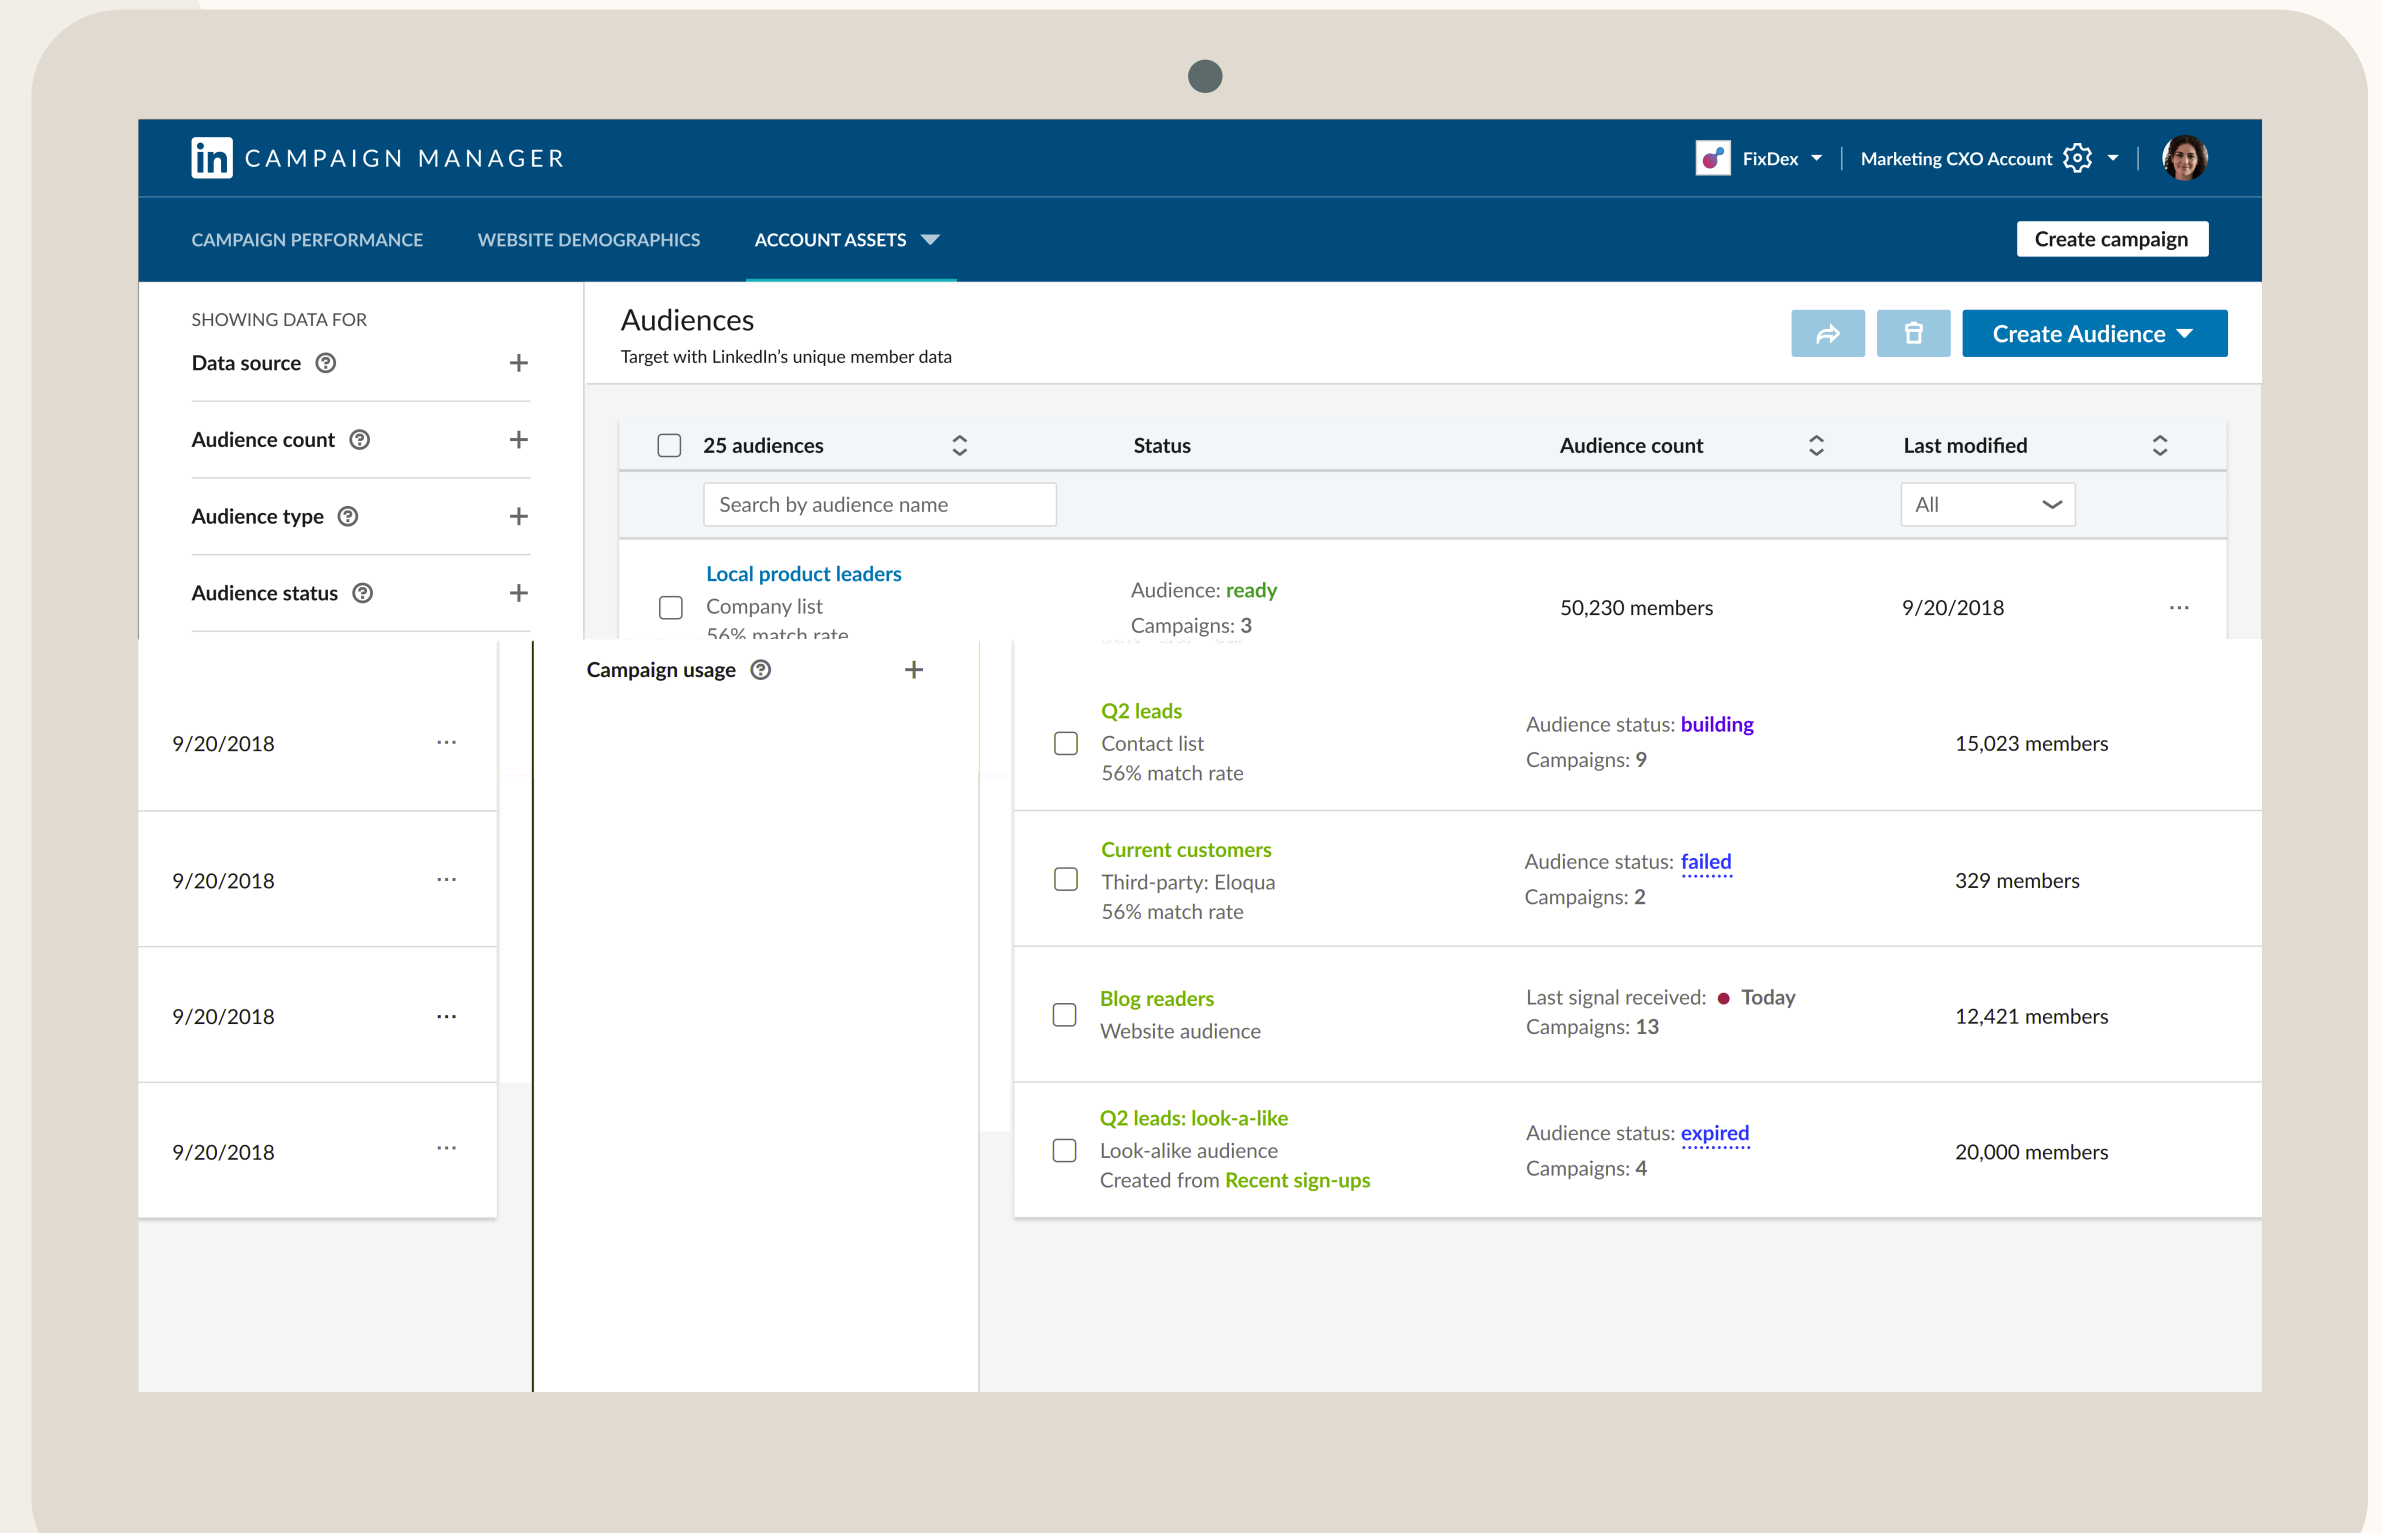 in CAMPAIGN MANAGER
FixDex
Marketing CXO Account
CAMPAIGN PERFORMANCE
WEBSITE DEMOGRAPHICS
ACCOUNT ASSETS
Create campaign
SHOWING DATA FOR
Data source ?
Audience count ?
Audience type ?
Audience status ?
Audiences
Target with LinkedIn's unique member data
Create Audience
25 audiences
Status
Audience count
Last modified
Search by audience name
All
Local product leaders
Company list
56% match rate
Audience: ready
Campaigns: 3
50,230 members
9/20/2018
Campaign usage ?
9/20/2018
Q2 leads
Contact list
56% match rate
Audience status: building
Campaigns: 9
15,023 members
9/20/2018
Current customers
Third-party: Eloqua
56% match rate
Audience status: failed
Campaigns: 2
329 members
9/20/2018
Blog readers
Website audience
Last signal received: ● Today
Campaigns: 13
12,421 members
9/20/2018
Q2 leads: look-a-like
Look-alike audience
Created from Recent sign-ups
Audience status: expired
Campaigns: 4
20,000 members